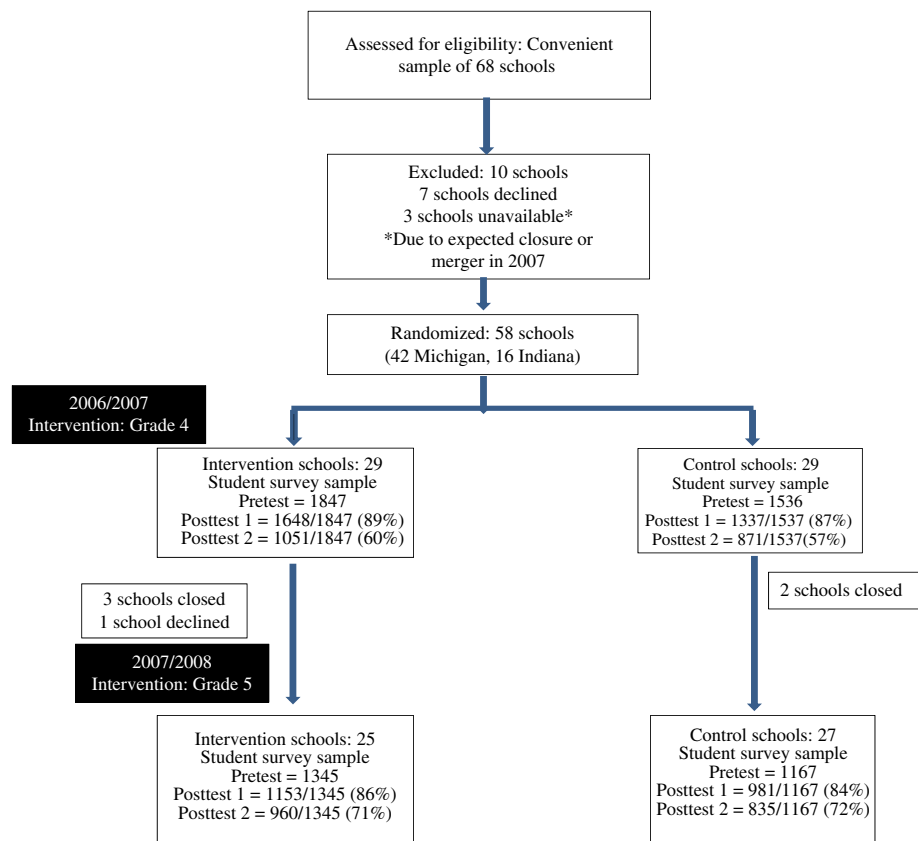 Assessed for eligibility: Convenient
sample of 68 schools
Excluded: 10 schools
7 schools declined
3 schools unavailable*
*Due to expected closure or
merger in 2007
Randomized: 58 schools
(42 Michigan, 16 Indiana)
2006/2007
Intervention: Grade 4
Intervention schools: 29
Student survey sample
Pretest = 1847
Posttest 1 = 1648/1847 (89%)
Posttest 2 = 1051/1847 (60%)
Control schools: 29
Student survey sample
Pretest = 1536
Posttest 1 = 1337/1537 (87%)
Posttest 2 = 871/1537(57%)
3 schools closed
1 school declined
2 schools closed
2007/2008
Intervention: Grade 5
Intervention schools: 25
Student survey sample
Pretest = 1345
Posttest 1 = 1153/1345 (86%)
Posttest 2 = 960/1345 (71%)
Control schools: 27
Student survey sample
Pretest = 1167
Posttest 1 = 981/1167 (84%)
Posttest 2 = 835/1167 (72%)